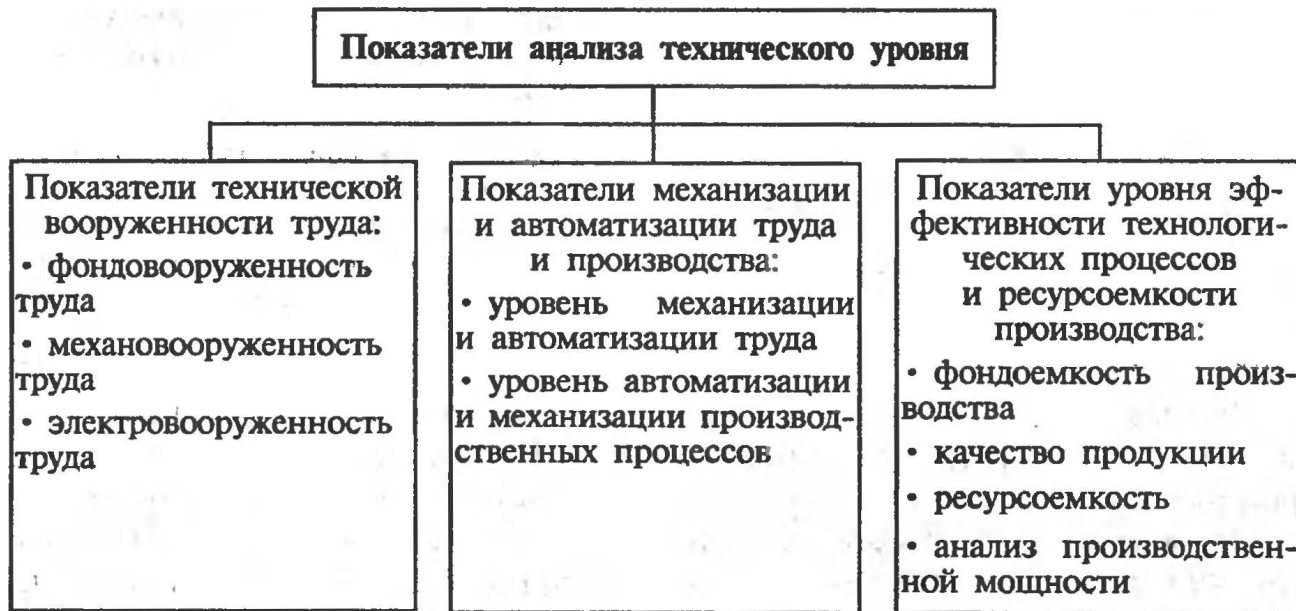 Показатели анализа технического уровня
Показатели технической
вооруженности труда:
• фондовооруженность
труда
• механовооруженность
труда
• электровооруженность
труда
Показатели механизации
и автоматизации труда
и производства:
• уровень механизации
и автоматизации труда
• уровень автоматизации
и механизации производ-
ственных процессов
Показатели уровня эф-
фективности технологи-
ческих процессов
и ресурсоемкости
производства:
• фондоемкость произ-
водства
• качество продукции
• ресурсоемкость
• анализ производствен-
ной мощности